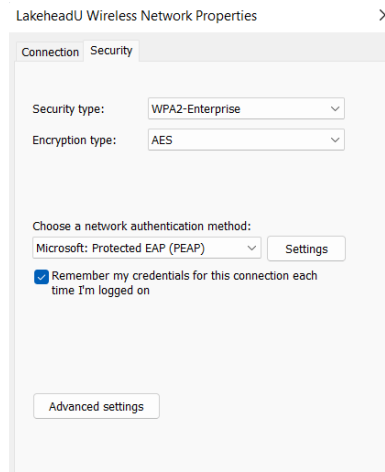 LakeheadU Wireless Network Properties
Connection Security
Security type: WPA2-Enterprise
Encryption type: AES
Choose a network authentication method:
Microsoft: Protected EAP (PEAP) Settings
Remember my credentials for this connection each
time I'm logged on
Advanced settings